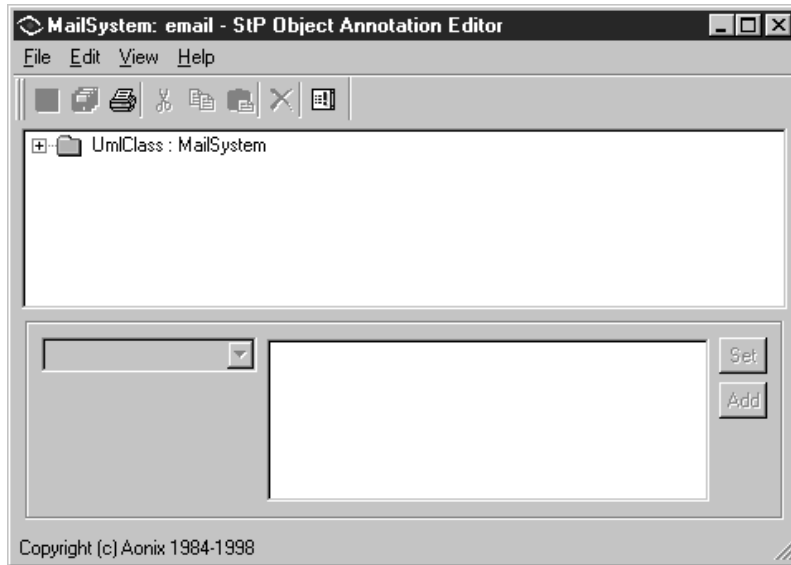 MailSystem: email - StP Object Annotation Editor
File Edit View Help
UmlClass : MailSystem
Set
Add
Copyright (c) Aonix 1984-1998